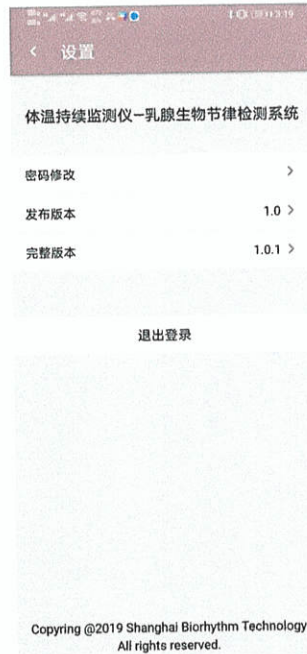 3:19
设置
体温持续监测仪—乳腺生物节律检测系统
密码修改
发布版本 1.0
完整版本 1.0.1
退出登录
Copyring @2019 Shanghai Biorhythm Technology
All rights reserved.